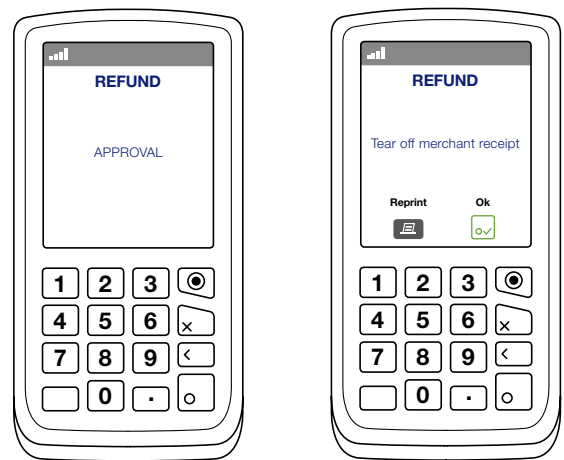 REFUND
APPROVAL
1 2 3
4 5 6
7 8 9
0 .
REFUND
Tear off merchant receipt
Reprint Ok
1 2 3
4 5 6
7 8 9
0 .